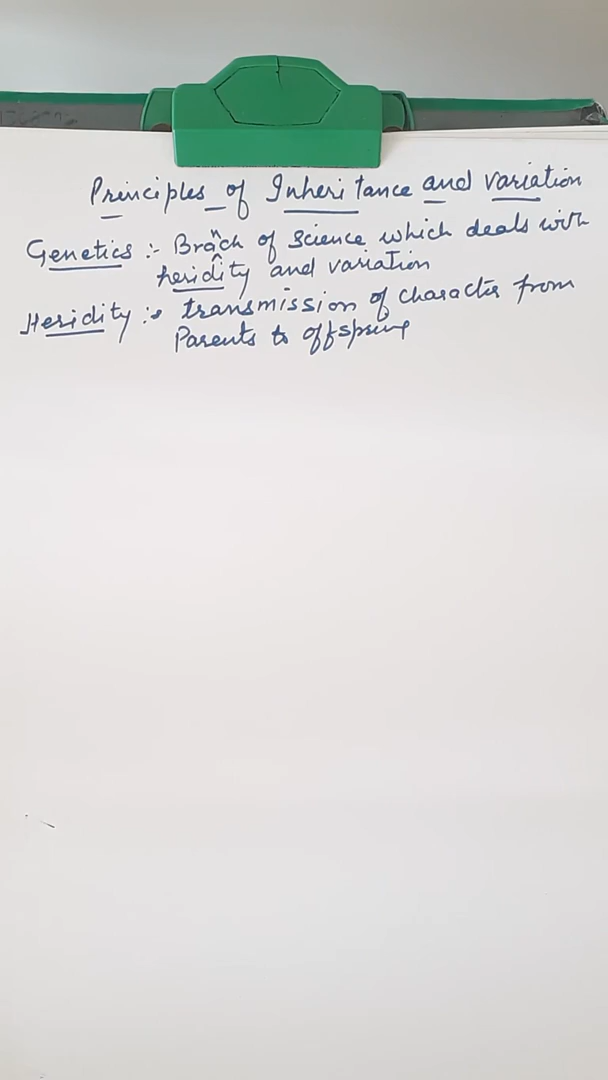 Principles of Inheritance and variation
Genetics :- Branch of science which deals with
heridity and variation
Heridity :- transmission of character from
Parents to offspring